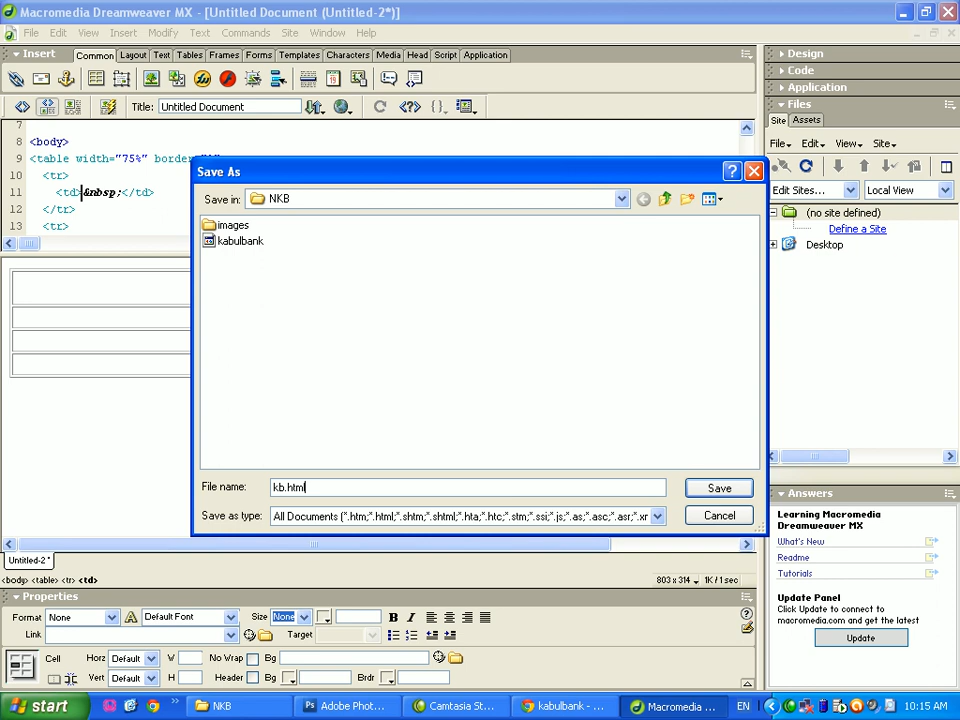 Macromedia Dreamweaver MX - [Untitled Document (Untitled-2*)]
File Edit View Insert Modify Text Commands Site Window Help
Insert Common Layout Text Tables Frames Forms Templates Characters Media Head Script Application
Title: Untitled Document
7
8 <body>
9 <table width="75%" border=
10 <tr>
11 <td>&nbsp;</td>
12 </tr>
13 <tr>
Save As
Save in: NKB
images
kabulbank
File name: kb.html
Save
Save as type: All Documents (*.htm;*.html;*.shtm;*.shtml;*.hta;*.htc;*.stm;*.ssi;*.js;*.as;*.asc;*.asr;*.xr
Cancel
Design
Code
Application
Files
Site Assets
File Edit View Site
Edit Sites... Local View
(no site defined)
Define a Site
Desktop
Answers
Learning Macromedia
Dreamweaver MX
What's New
Readme
Tutorials
Update Panel
Click Update to connect to
macromedia.com and get the latest
Update
Untitled-2*
<body> <table> <tr> <td>
803 x 314 1K / 1 sec
Properties
Format None Default Font Size None B I
Link Target
Cell Horz Default W No Wrap Bg
Vert Default H Header Bg Brdr
start NKB Adobe Phot... Camtasia St... kabulbank - ... Macromedia ... EN 10:15 AM